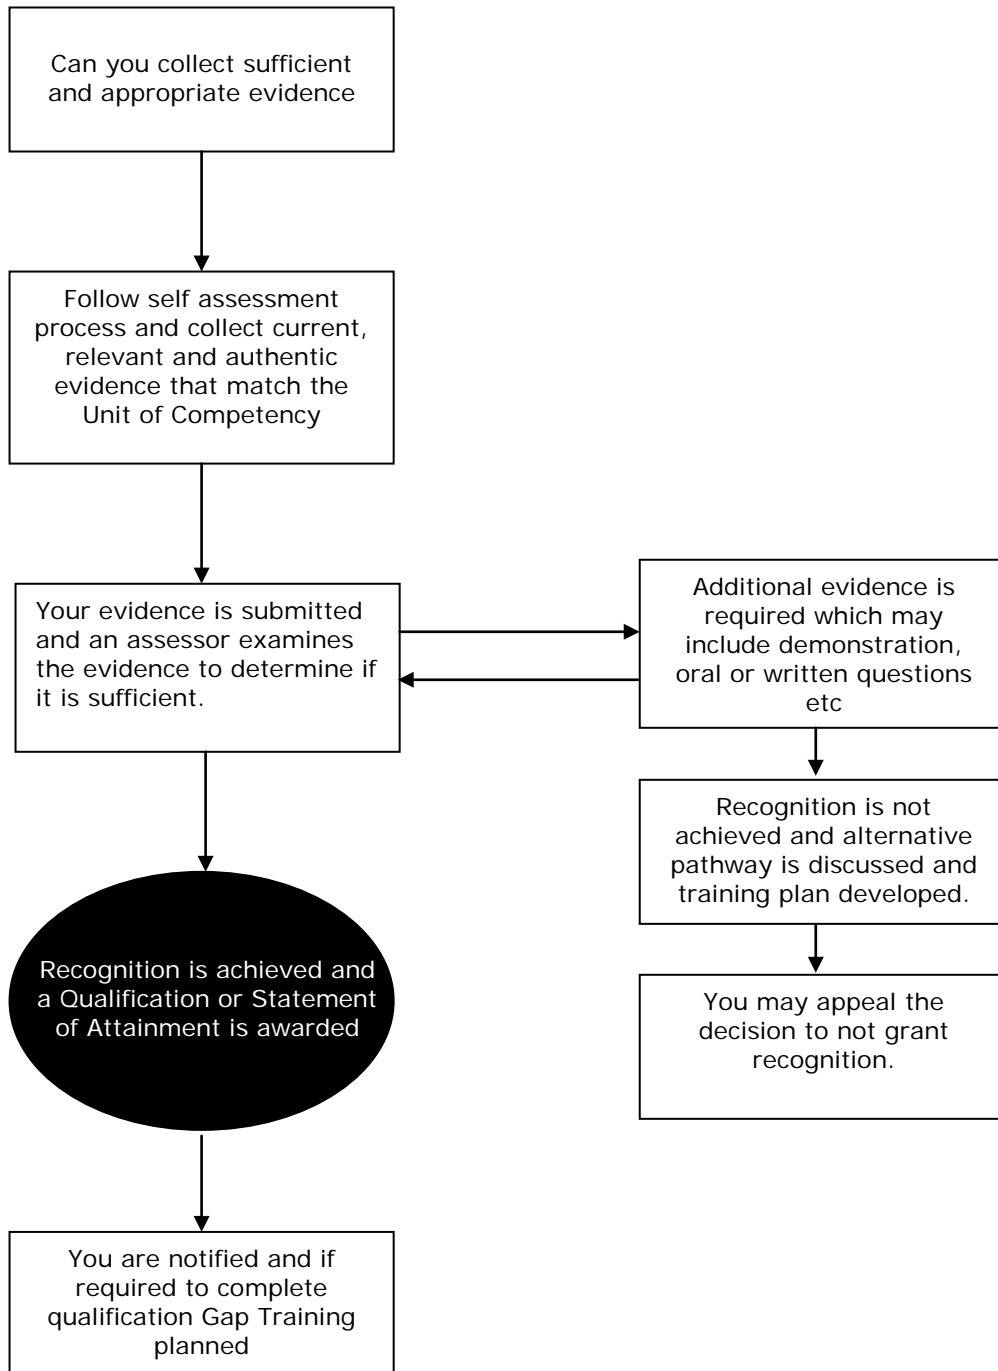 Can you collect sufficient
and appropriate evidence
Follow self assessment
process and collect current,
relevant and authentic
evidence that match the
Unit of Competency
Your evidence is submitted
and an assessor examines
the evidence to determine if
it is sufficient.
Additional evidence is
required which may
include demonstration,
oral or written questions
etc
Recognition is not
achieved and alternative
pathway is discussed and
training plan developed.
You may appeal the
decision to not grant
recognition.
Recognition is achieved and
a Qualification or Statement
of Attainment is awarded
You are notified and if
required to complete
qualification Gap Training
planned